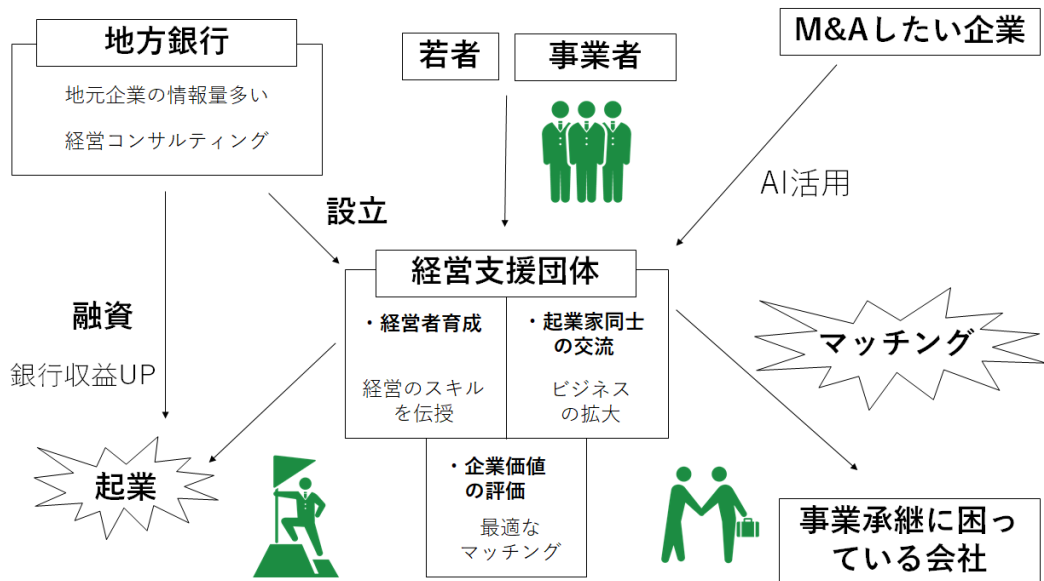 地方銀行
地元企業の情報量多い
経営コンサルティング
若者
事業者
M&Aしたい企業
AI活用
設立
融資
銀行収益UP
経営支援団体
・経営者育成
経営のスキル
を伝授
・起業家同士
の交流
ビジネス
の拡大
・企業価値
の評価
最適な
マッチング
マッチング
起業
事業承継に困っ
ている会社